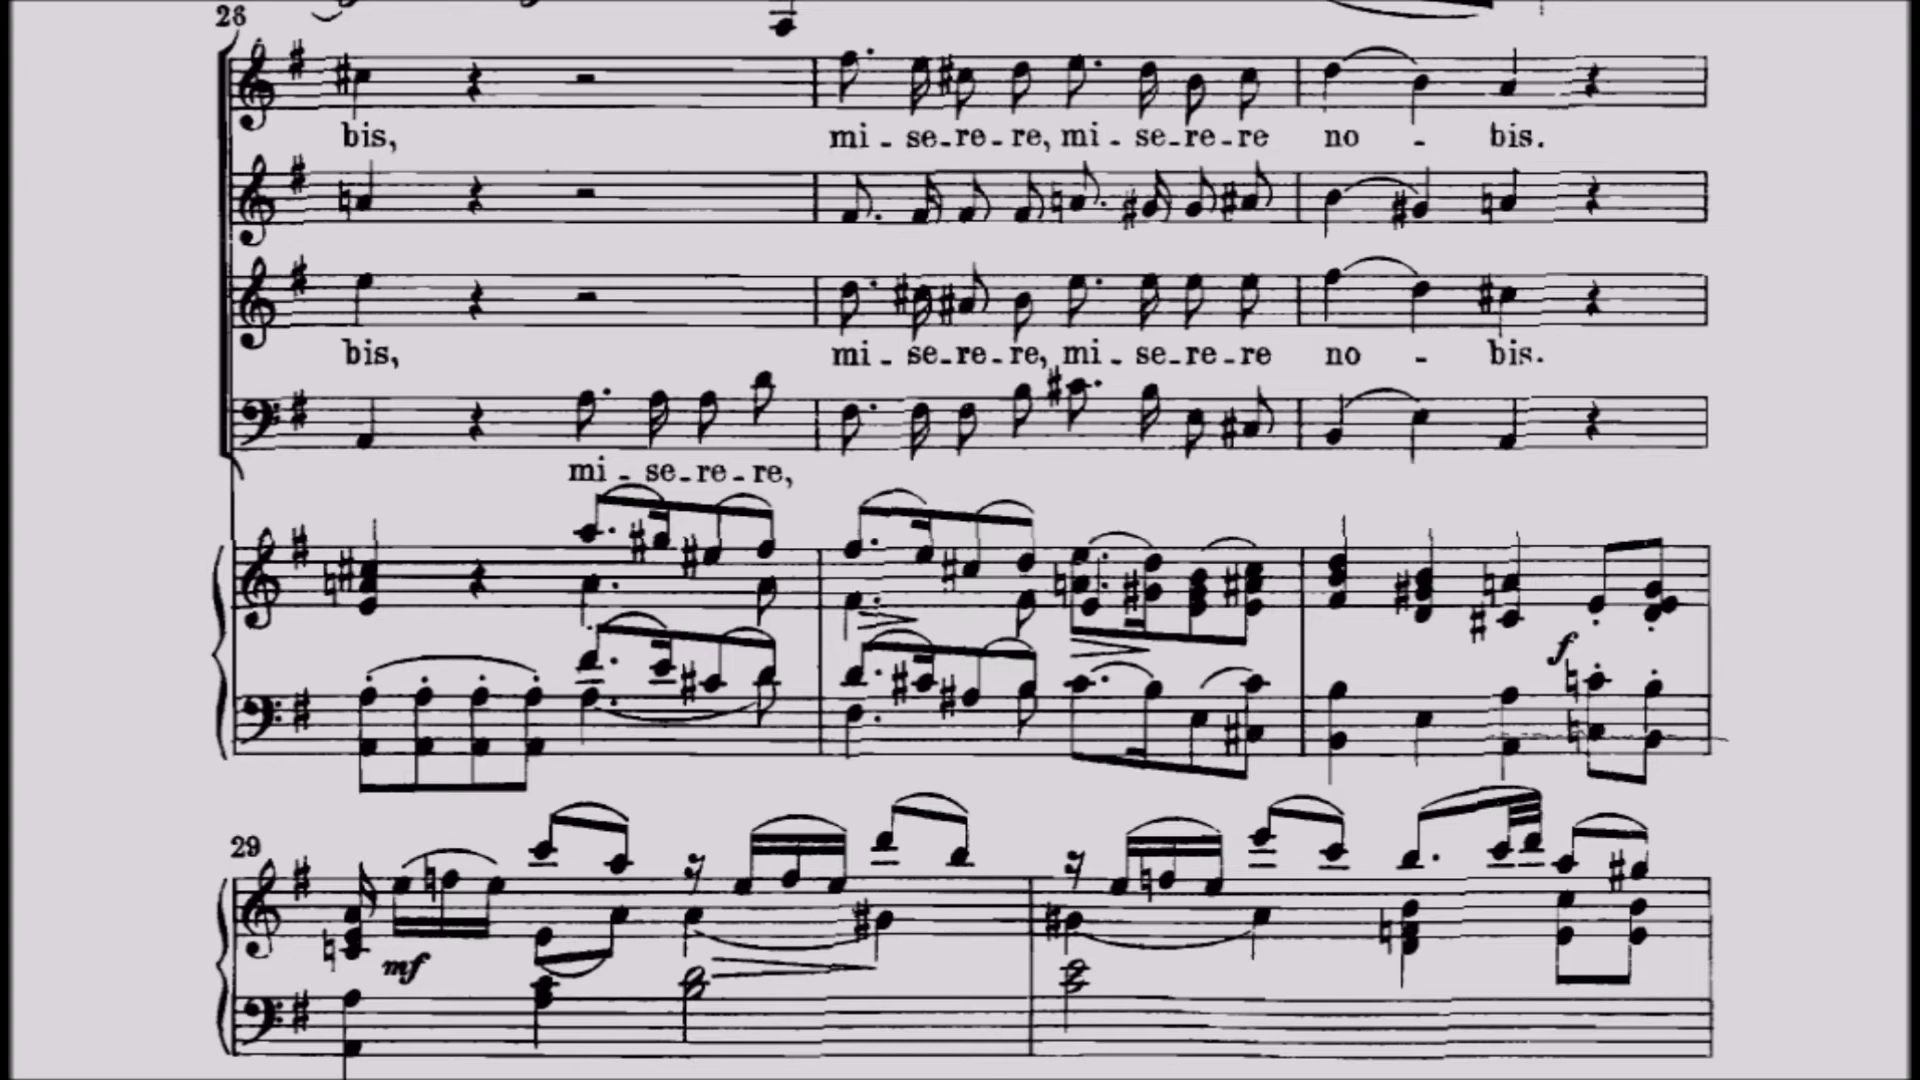 26
bis, mi - se - re - re, mi - se - re - re no - bis.
bis, mi - se - re - re, mi - se - re - re no - bis.
mi - se - re - re,
f
29
mf